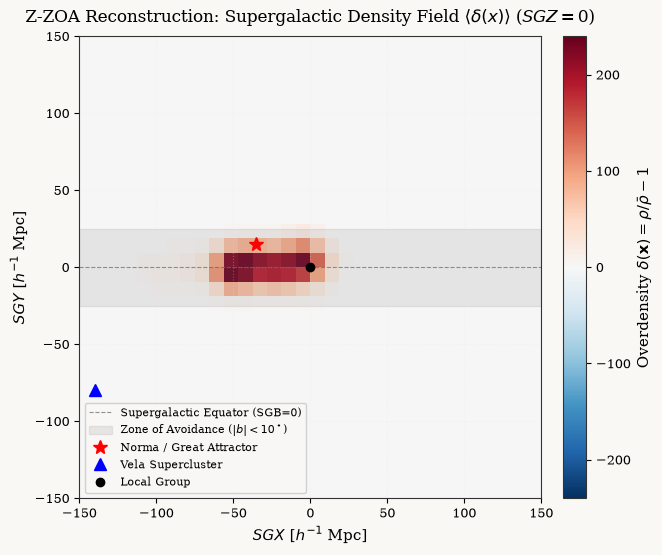 Z-ZOA Reconstruction: Supergalactic Density Field ⟨δ(x)⟩ (SGZ = 0)
150
100
50
0
−50
−100
−150
SGY [h⁻¹ Mpc]
−150 −100 −50 0 50 100 150
SGX [h⁻¹ Mpc]
Supergalactic Equator (SGB=0)
Zone of Avoidance (|b| < 10°)
Norma / Great Attractor
Vela Supercluster
Local Group
200
100
0
−100
−200
Overdensity δ(𝐱) = ρ/ρ̄ − 1